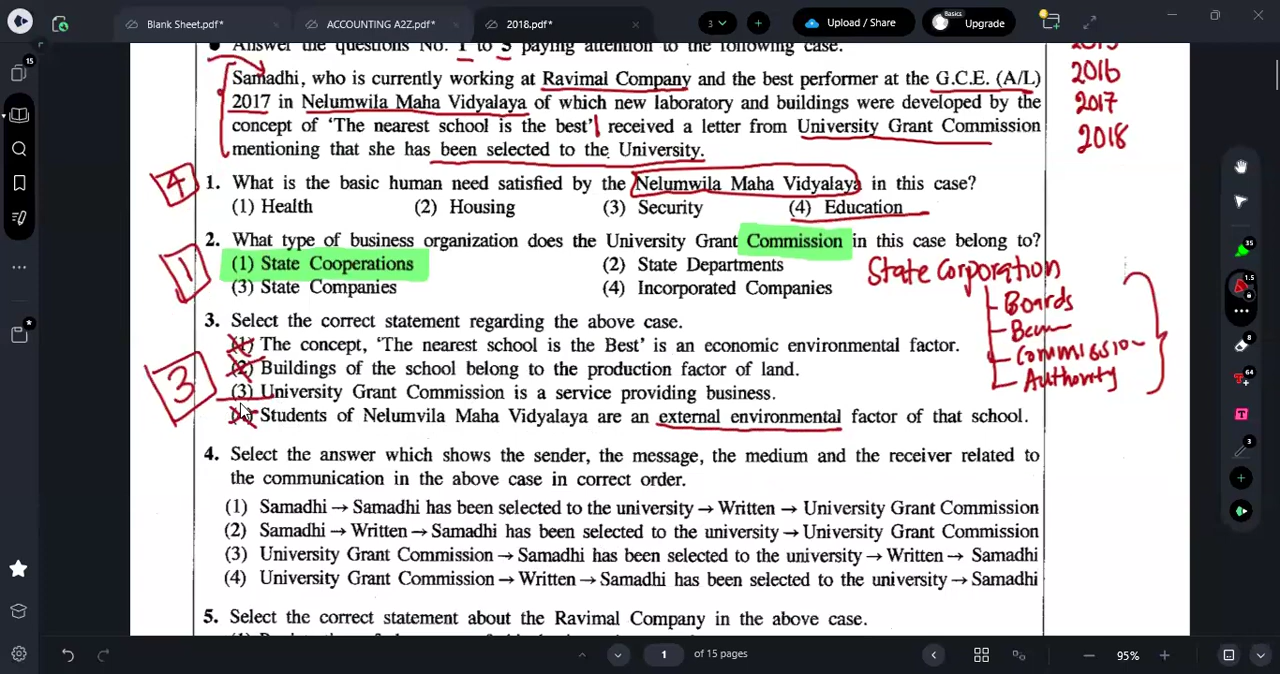 Blank Sheet.pdf*
ACCOUNTING A2Z.pdf*
2018.pdf*
3
Upload / Share
Basics
Upgrade
Answer the questions No. 1 to 5 paying attention to the following case.
Samadhi, who is currently working at Ravimal Company and the best performer at the G.C.E. (A/L)
2017 in Nelumwila Maha Vidyalaya of which new laboratory and buildings were developed by the
concept of 'The nearest school is the best' received a letter from University Grant Commission
mentioning that she has been selected to the University.
2016
2017
2018
4
1. What is the basic human need satisfied by the Nelumwila Maha Vidyalaya in this case?
(1) Health (2) Housing (3) Security (4) Education
2. What type of business organization does the University Grant Commission in this case belong to?
1
(1) State Cooperations (2) State Departments
(3) State Companies (4) Incorporated Companies
State Corporation
Boards
Commission
Authority
3. Select the correct statement regarding the above case.
3
(1) The concept, 'The nearest school is the Best' is an economic environmental factor.
(2) Buildings of the school belong to the production factor of land.
(3) University Grant Commission is a service providing business.
(4) Students of Nelumvila Maha Vidyalaya are an external environmental factor of that school.
4. Select the answer which shows the sender, the message, the medium and the receiver related to
the communication in the above case in correct order.
(1) Samadhi → Samadhi has been selected to the university → Written → University Grant Commission
(2) Samadhi → Written → Samadhi has been selected to the university → University Grant Commission
(3) University Grant Commission → Samadhi has been selected to the university → Written → Samadhi
(4) University Grant Commission → Written → Samadhi has been selected to the university → Samadhi
5. Select the correct statement about the Ravimal Company in the above case.
15
35
1.5
8
64
3
1 of 15 pages
95%